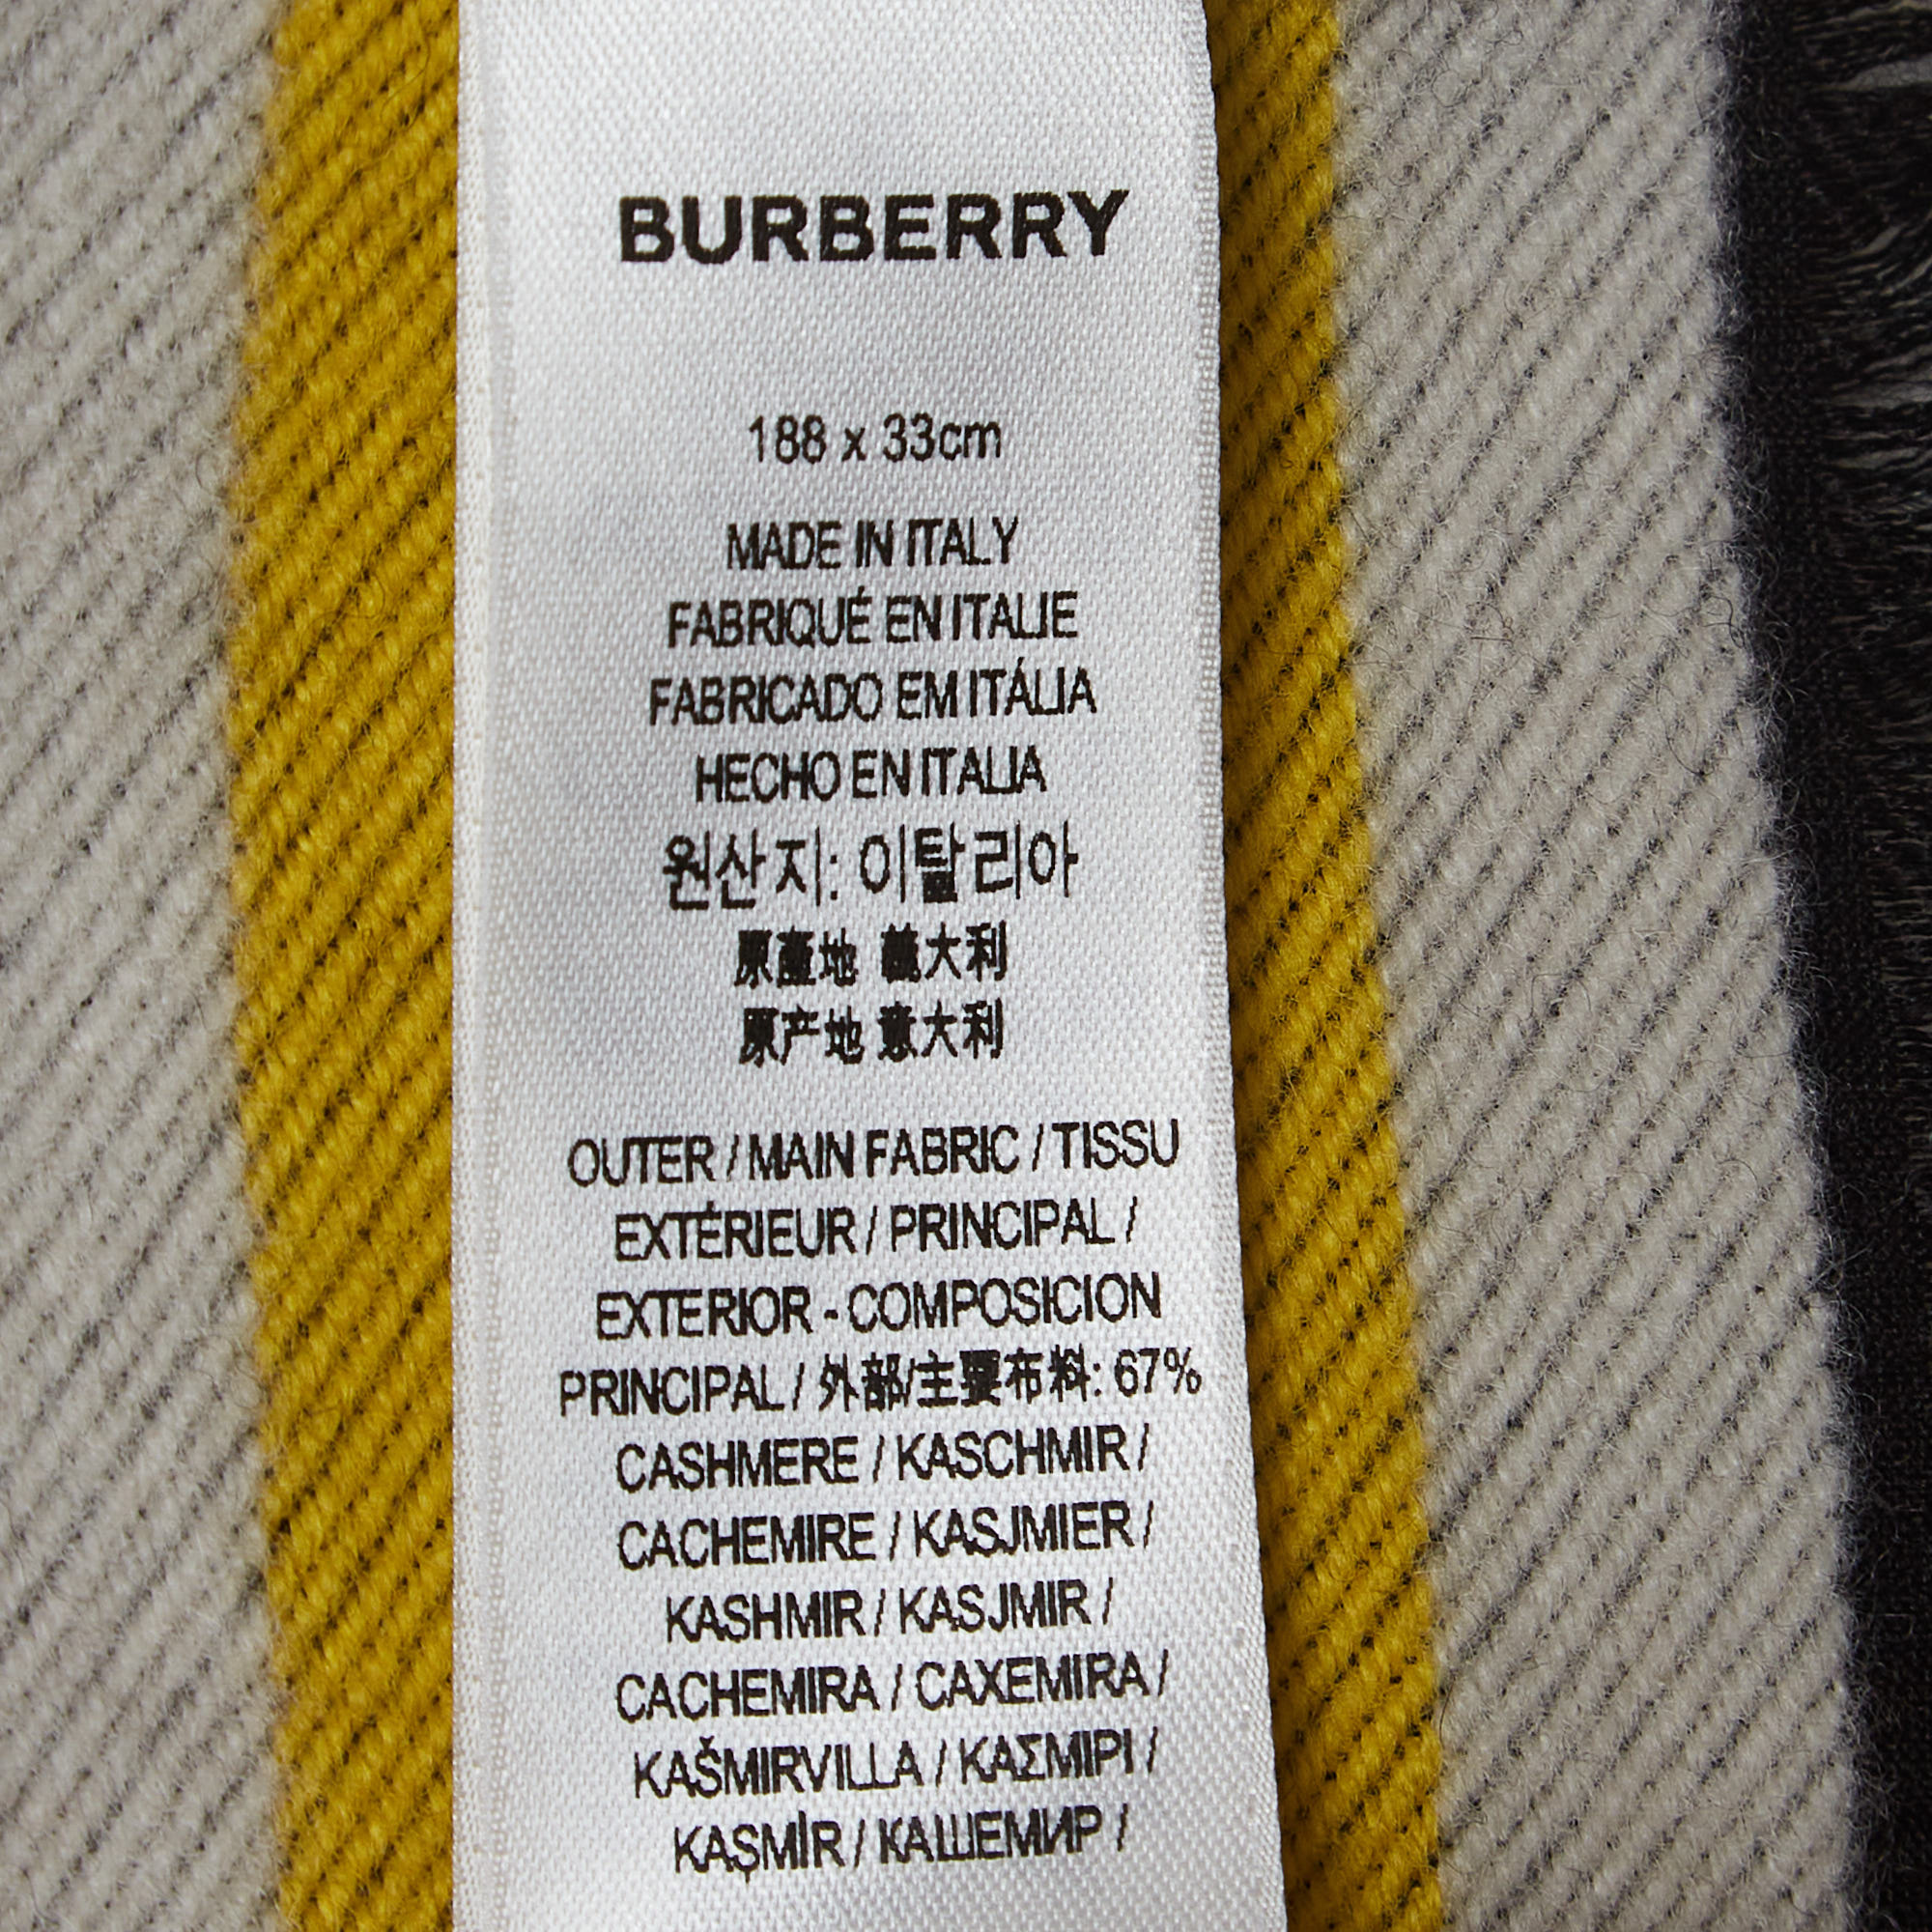 BURBERRY
188 x 33cm
MADE IN ITALY
FABRIQUÉ EN ITALIE
FABRICADO EM ITÁLIA
HECHO EN ITALIA
원산지: 이탈리아
原產地 義大利
原产地 意大利
OUTER / MAIN FABRIC / TISSU
EXTÉRIEUR / PRINCIPAL /
EXTERIOR - COMPOSICION
PRINCIPAL / 外部/主要布料: 67%
CASHMERE / KASCHMIR /
CACHEMIRE / KASJMIER /
KASHMIR / KASJMIR /
CACHEMIRA / CAXEMIRA /
KAŠMIRVILLA / ΚΑΣΜΙΡΙ /
KAŞMİR / КАШЕМИР /